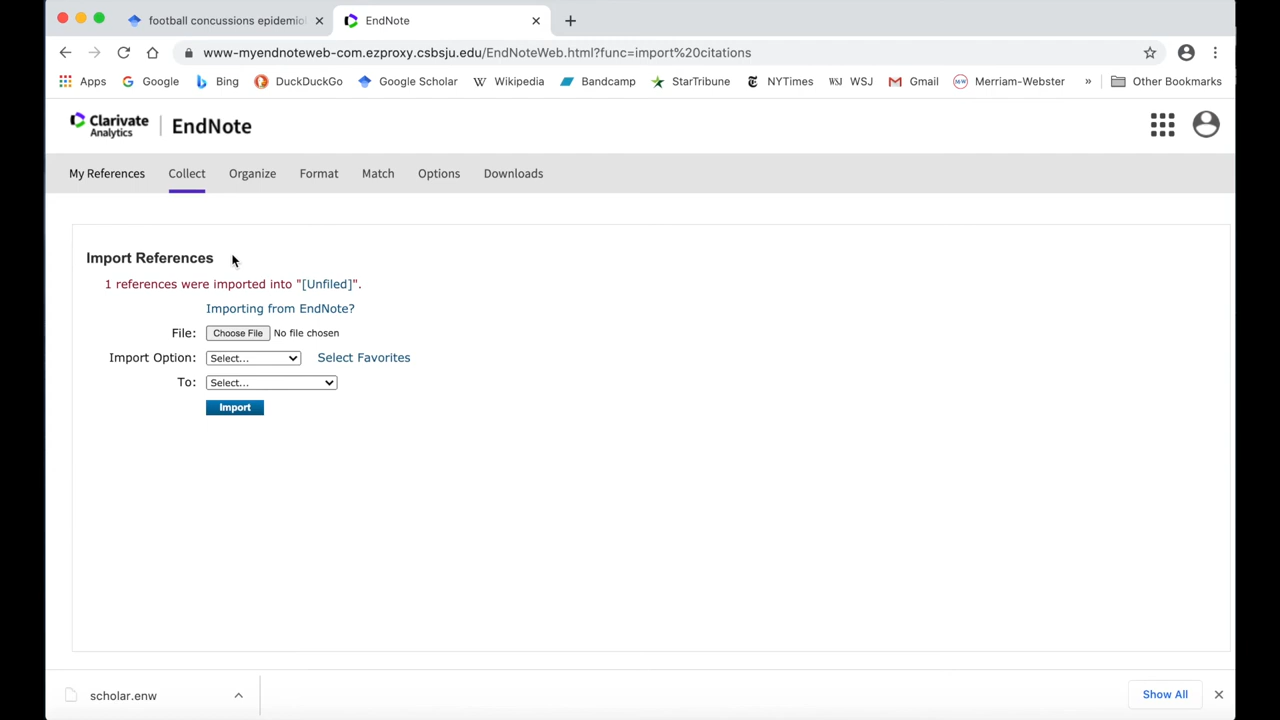 football concussions epidemiol
EndNote
www-myendnoteweb-com.ezproxy.csbsju.edu/EndNoteWeb.html?func=import%20citations
Apps Google Bing DuckDuckGo Google Scholar Wikipedia Bandcamp StarTribune NYTimes WSJ WSJ Gmail Merriam-Webster » Other Bookmarks
Clarivate Analytics EndNote
My References Collect Organize Format Match Options Downloads
Import References
1 references were imported into "[Unfiled]".
Importing from EndNote?
File: Choose File No file chosen
Import Option: Select... Select Favorites
To: Select...
Import
scholar.enw
Show All